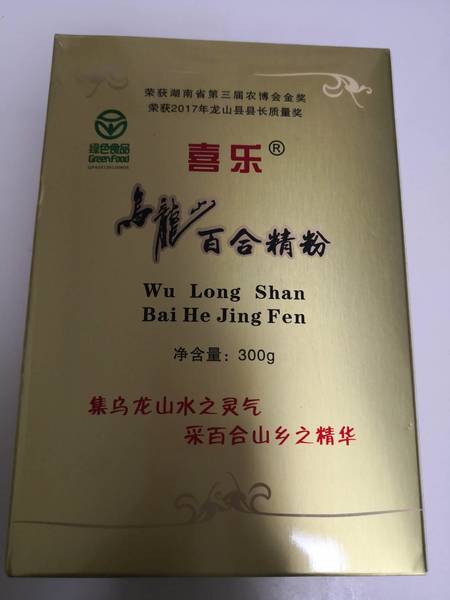 荣获湖南省第三届农博会金奖
荣获2017年龙山县县长质量奖
绿色食品
GreenFood
喜乐®
乌龍山百合精粉
Wu Long Shan
Bai He Jing Fen
净含量：300g
集乌龙山水之灵气
采百合山乡之精华